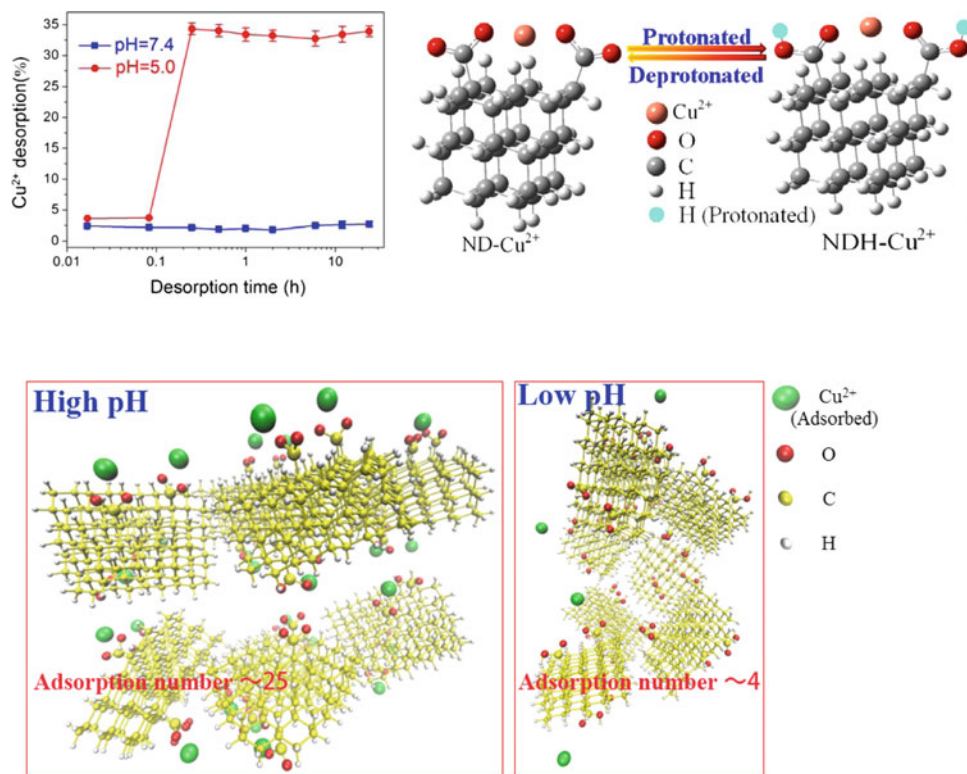 35
30
25
20
15
10
5
0
Cu²⁺ desorption(%)
pH=7.4
pH=5.0
0.01
0.1
1
10
Desorption time (h)
Protonated
Deprotonated
Cu²⁺
O
C
H
H (Protonated)
ND-Cu²⁺
NDH-Cu²⁺
High pH
Adsorption number ~25
Low pH
Adsorption number ~4
Cu²⁺
(Adsorbed)
O
C
H